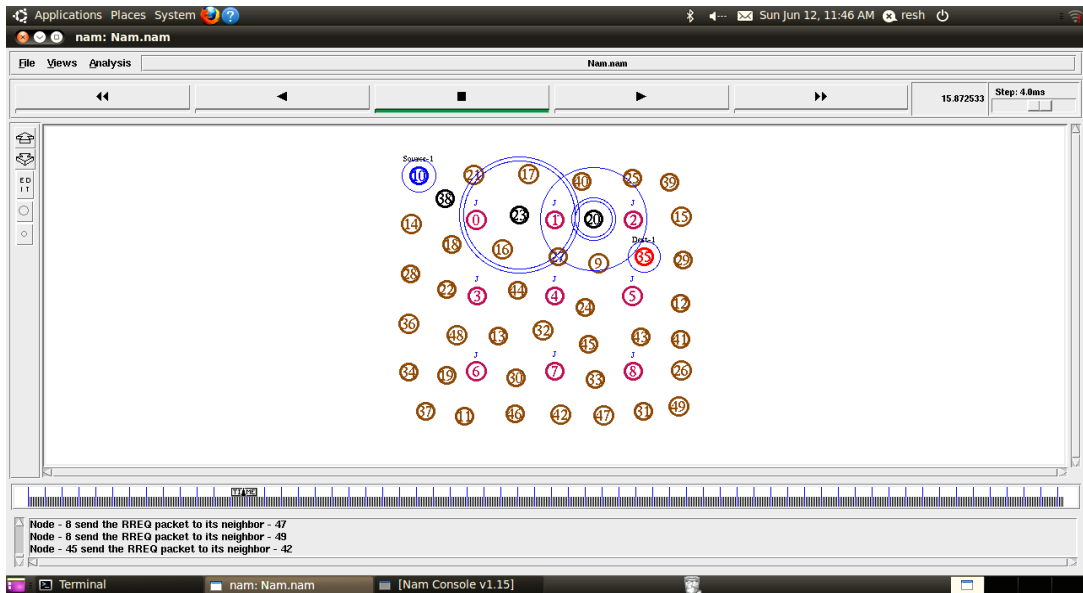 Applications Places System ? Sun Jun 12, 11:46 AM resh
nam: Nam.nam
File Views Analysis Nam.nam
15.872533 Step: 4.0ms
ED
IT
Source-1
10 21 17 40 25 39
38
J J J
14 0 23 1 20 2 15
Dest-1
18 16 27 9 35 29
28
J J J
22 3 44 4 24 5 12
36 48 13 32 45 43 41
J J J
34 19 6 30 7 33 8 26
37 11 46 42 47 31 49
TIME
Node - 8 send the RREQ packet to its neighbor - 47
Node - 8 send the RREQ packet to its neighbor - 49
Node - 45 send the RREQ packet to its neighbor - 42
Terminal nam: Nam.nam [Nam Console v1.15]